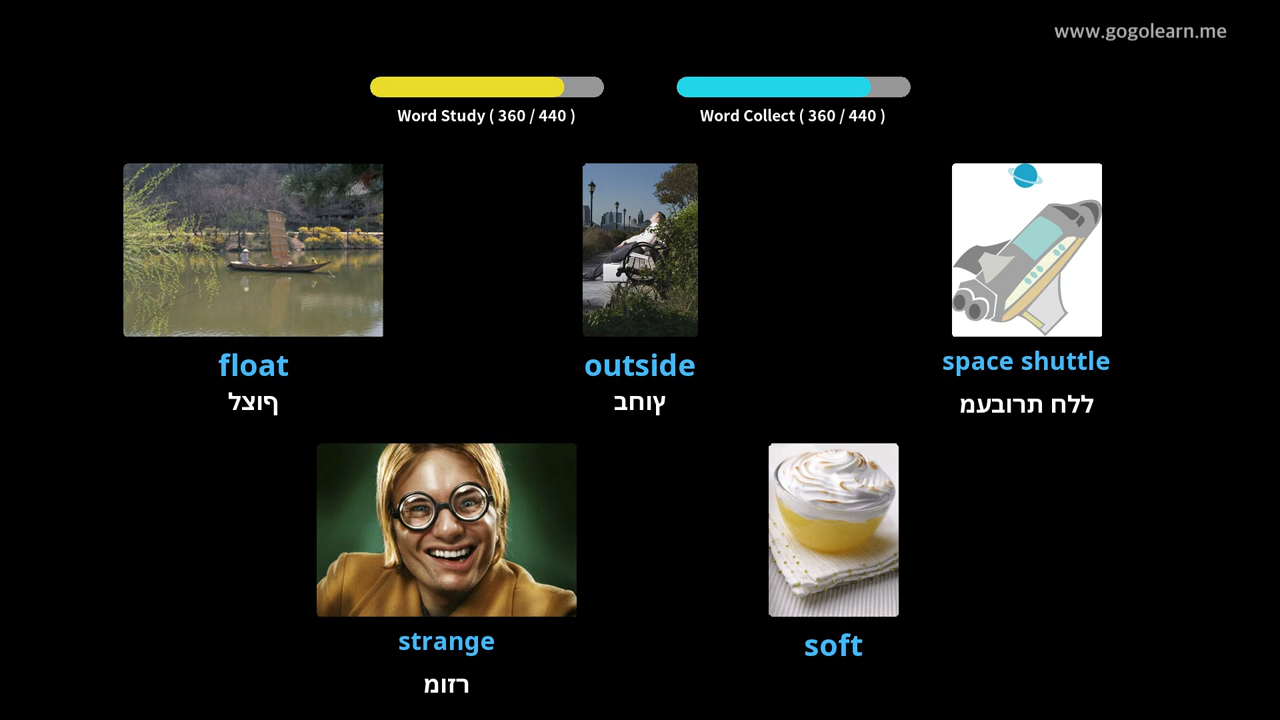 www.gogolearn.me
Word Study ( 360 / 440 )
Word Collect ( 360 / 440 )
float
ףוצל
outside
ץוחב
space shuttle
ללח תרובעמ
strange
רזומ
soft